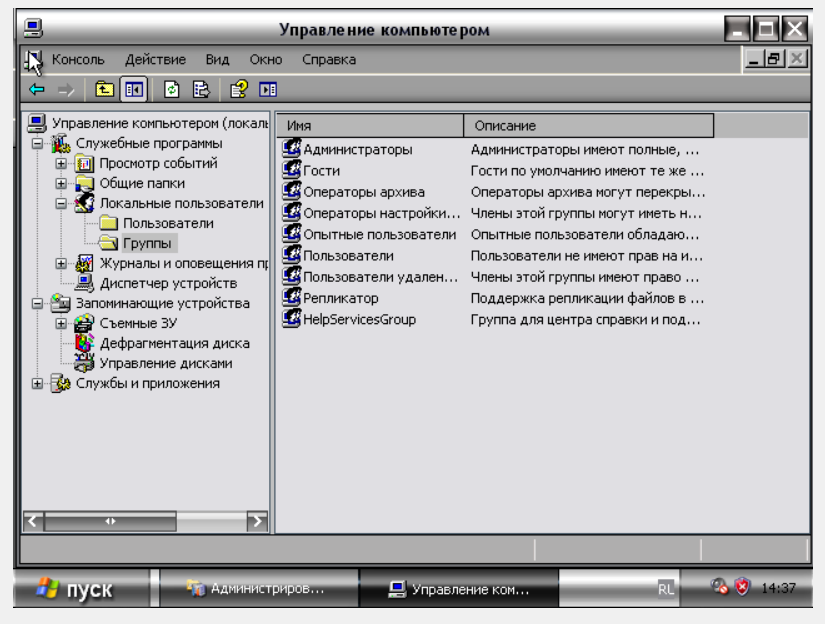 Управление компьютером
Консоль Действие Вид Окно Справка
Управление компьютером (локаль
Служебные программы
Просмотр событий
Общие папки
Локальные пользователи
Пользователи
Группы
Журналы и оповещения пр
Диспетчер устройств
Запоминающие устройства
Съемные ЗУ
Дефрагментация диска
Управление дисками
Службы и приложения
Имя Описание
Администраторы Администраторы имеют полные, ...
Гости Гости по умолчанию имеют те же ...
Операторы архива Операторы архива могут перекры...
Операторы настройки... Члены этой группы могут иметь н...
Опытные пользователи Опытные пользователи обладаю...
Пользователи Пользователи не имеют прав на и...
Пользователи удален... Члены этой группы имеют право ...
Репликатор Поддержка репликации файлов в ...
HelpServicesGroup Группа для центра справки и под...
пуск Администриров... Управление ком... RL 14:37